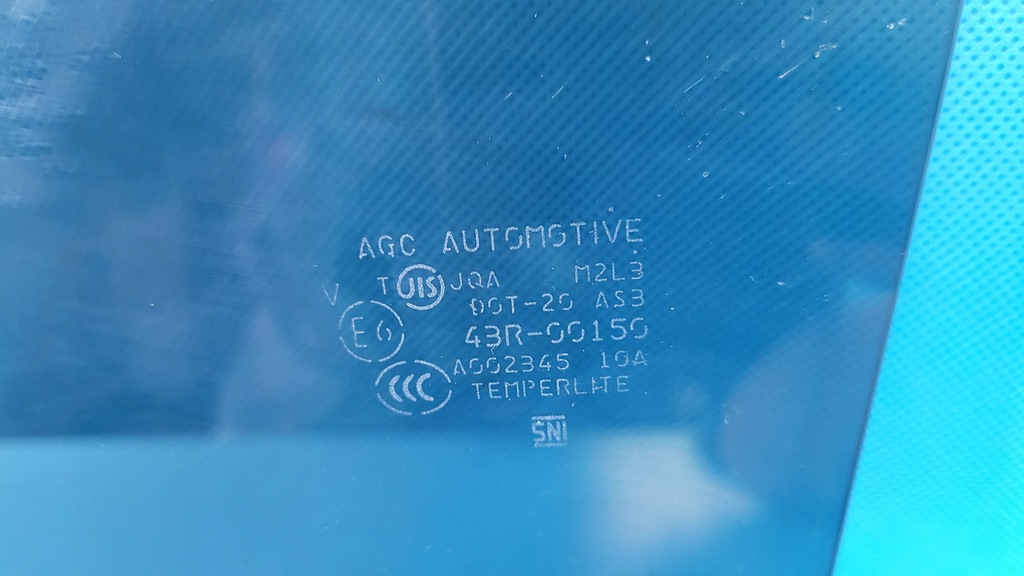 AGC AUTOMOTIVE
T JIS JQA M2L3
V DOT-20 AS3
E6 43R-00150
CCC A002345 10A
TEMPERLITE
SNI